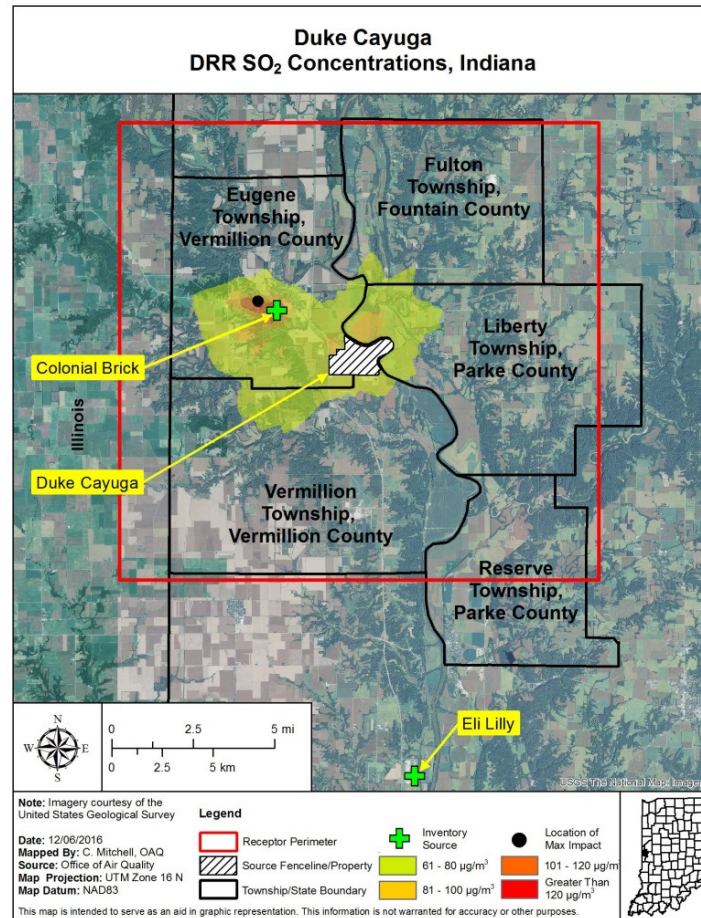 Duke Cayuga
DRR SO₂ Concentrations, Indiana
Fulton
Township,
Fountain County
Eugene
Township,
Vermillion County
Liberty
Township,
Parke County
Colonial Brick
Illinois
Duke Cayuga
Vermillion
Township,
Vermillion County
Reserve
Township,
Parke County
Eli Lilly
N
W E
S
0 5 mi
0 2.5 5 km
USGS The National Map: Imager
Note: Imagery courtesy of the
United States Geological Survey
Date: 12/06/2016
Mapped By: C. Mitchell, OAQ
Source: Office of Air Quality
Map Projection: UTM Zone 16 N
Map Datum: NAD83
Legend
Receptor Perimeter
Source Fenceline/Property
Township/State Boundary
Inventory
Source
61 - 80 µg/m³
81 - 100 µg/m³
Location of
Max Impact
101 - 120 µg/m³
Greater Than
120 µg/m³
This map is intended to serve as an aid in graphic representation. This information is not warranted for accuracy or other purposes.